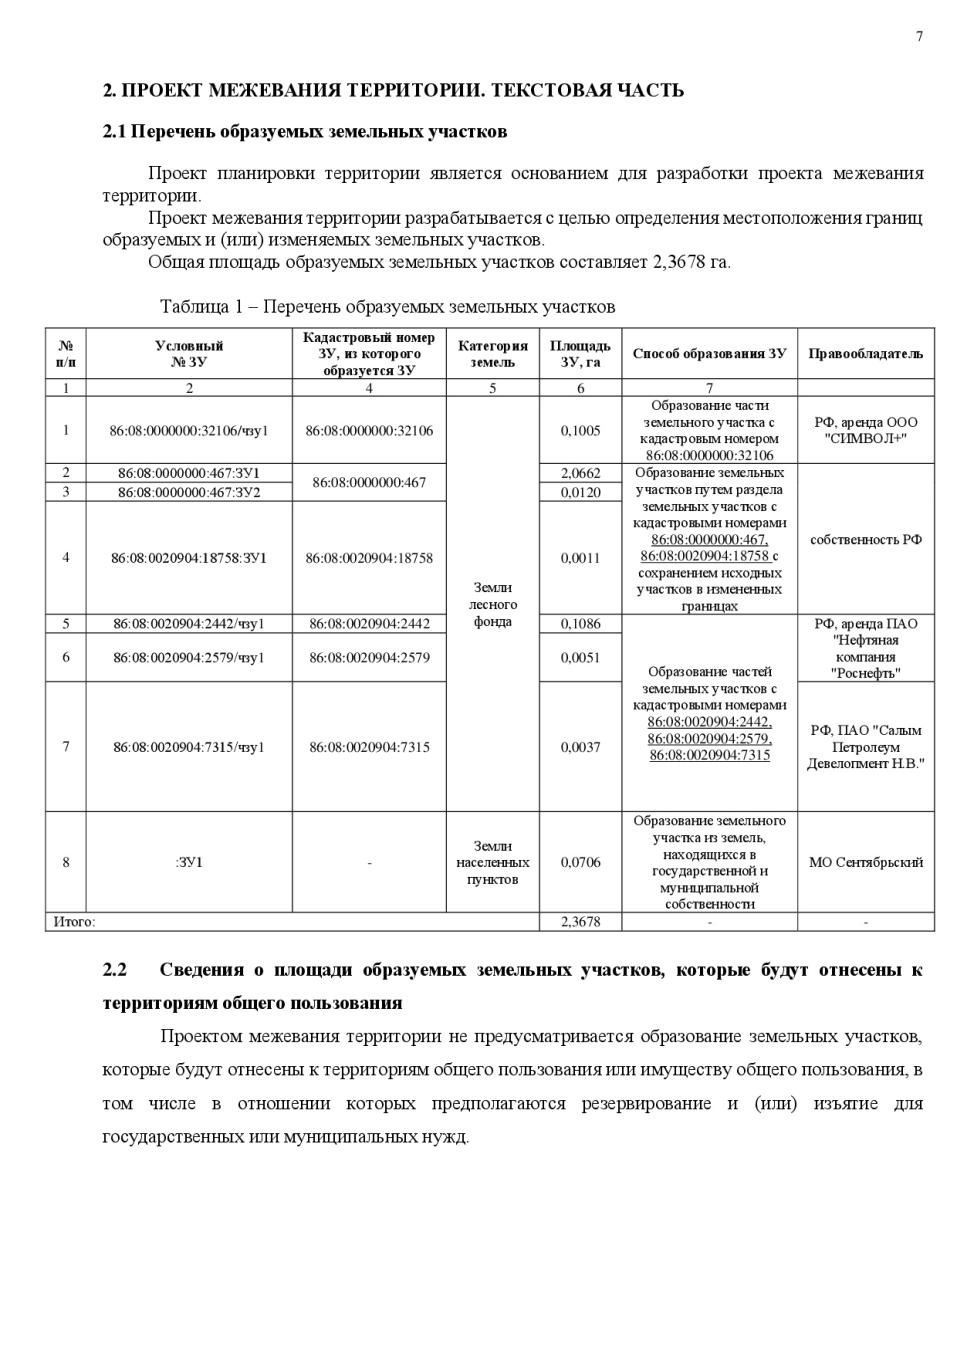 7
2. ПРОЕКТ МЕЖЕВАНИЯ ТЕРРИТОРИИ. ТЕКСТОВАЯ ЧАСТЬ
2.1 Перечень образуемых земельных участков
Проект планировки территории является основанием для разработки проекта межевания
территории.
Проект межевания территории разрабатывается с целью определения местоположения границ
образуемых и (или) изменяемых земельных участков.
Общая площадь образуемых земельных участков составляет 2,3678 га.
Таблица 1 – Перечень образуемых земельных участков
№
п/п
Условный
№ ЗУ
Кадастровый номер
ЗУ, из которого
образуется ЗУ
Категория
земель
Площадь
ЗУ, га
Способ образования ЗУ
Правообладатель
1 2 4 5 6 7
1
86:08:0000000:32106/чзу1
86:08:0000000:32106
Земли
лесного
фонда
0,1005
Образование части
земельного участка с
кадастровым номером
86:08:0000000:32106
РФ, аренда ООО
"СИМВОЛ+"
2
86:08:0000000:467:ЗУ1
86:08:0000000:467
2,0662
Образование земельных
участков путем раздела
земельных участков с
кадастровыми номерами
86:08:0000000:467,
86:08:0020904:18758 с
сохранением исходных
участков в измененных
границах
собственность РФ
3
86:08:0000000:467:ЗУ2
0,0120
4
86:08:0020904:18758:ЗУ1
86:08:0020904:18758
0,0011
5
86:08:0020904:2442/чзу1
86:08:0020904:2442
0,1086
Образование частей
земельных участков с
кадастровыми номерами
86:08:0020904:2442,
86:08:0020904:2579,
86:08:0020904:7315
РФ, аренда ПАО
"Нефтяная
компания
"Роснефть"
6
86:08:0020904:2579/чзу1
86:08:0020904:2579
0,0051
7
86:08:0020904:7315/чзу1
86:08:0020904:7315
0,0037
РФ, ПАО "Салым
Петролеум
Девелопмент Н.В."
8
:ЗУ1
-
Земли
населенных
пунктов
0,0706
Образование земельного
участка из земель,
находящихся в
государственной и
муниципальной
собственности
МО Сентябрьский
Итого:
2,3678
-
-
2.2 Сведения о площади образуемых земельных участков, которые будут отнесены к
территориям общего пользования
Проектом межевания территории не предусматривается образование земельных участков,
которые будут отнесены к территориям общего пользования или имуществу общего пользования, в
том числе в отношении которых предполагаются резервирование и (или) изъятие для
государственных или муниципальных нужд.